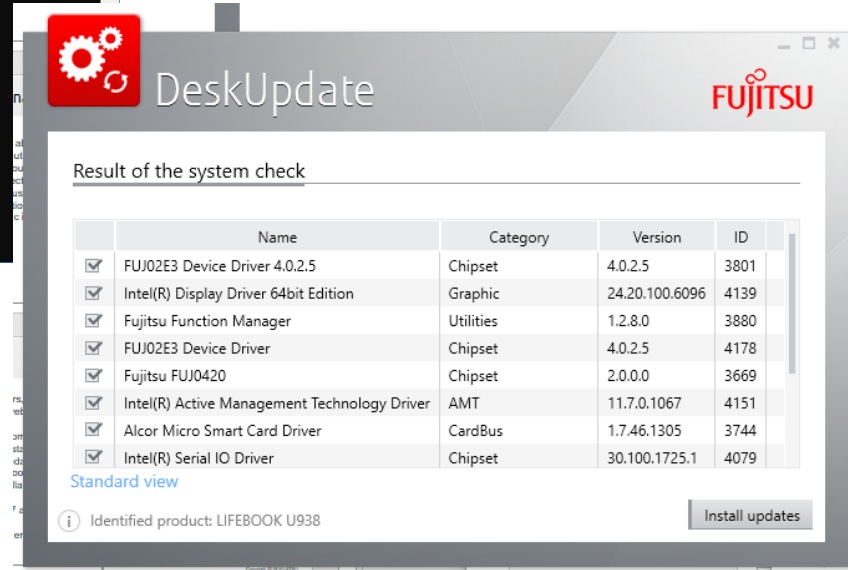 DeskUpdate
FUJITSU
Result of the system check
Name Category Version ID
FUJ02E3 Device Driver 4.0.2.5 Chipset 4.0.2.5 3801
Intel(R) Display Driver 64bit Edition Graphic 24.20.100.6096 4139
Fujitsu Function Manager Utilities 1.2.8.0 3880
FUJ02E3 Device Driver Chipset 4.0.2.5 4178
Fujitsu FUJ0420 Chipset 2.0.0.0 3669
Intel(R) Active Management Technology Driver AMT 11.7.0.1067 4151
Alcor Micro Smart Card Driver CardBus 1.7.46.1305 3744
Intel(R) Serial IO Driver Chipset 30.100.1725.1 4079
Standard view
Identified product: LIFEBOOK U938
Install updates